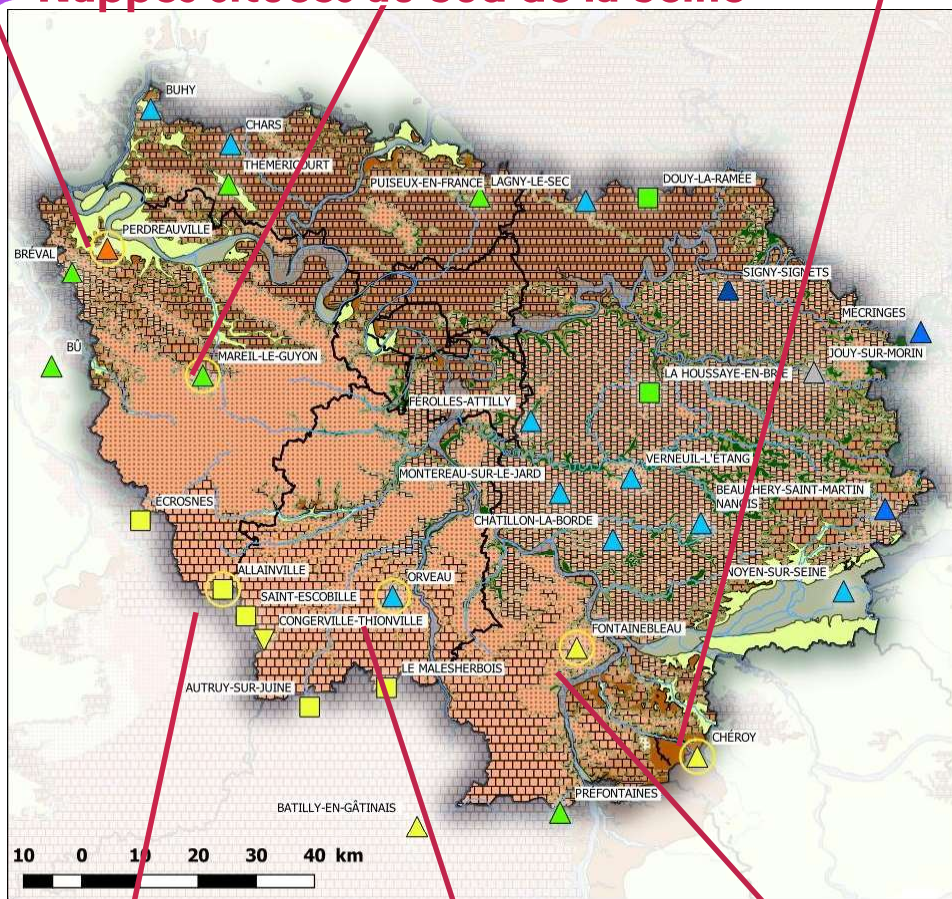 Nappes situées au sud de la Seine
BUHY
CHARS
THÉMÉRICOURT
PUISEUX-EN-FRANCE
LAGNY-LE-SEC
DOUY-LA-RAMÉE
PERDREAUVILLE
BRÉVAL
SIGNY-SIGNETS
MÉCRINGES
BÛ
MAREIL-LE-GUYON
JOUY-SUR-MORIN
LA HOUSSAYE-EN-BRIE
FÉROLLES-ATTILLY
VERNEUIL-L'ÉTANG
MONTEREAU-SUR-LE-JARD
BEAUCHERY-SAINT-MARTIN
NANGIS
ÉCROSNES
CHÂTILLON-LA-BORDE
ALLAINVILLE
ORVEAU
NOYEN-SUR-SEINE
SAINT-ESCOBILLE
CONGERVILLE-THIONVILLE
FONTAINEBLEAU
LE MALESHERBOIS
AUTRUY-SUR-JUINE
CHÉROY
PRÉFONTAINES
BATILLY-EN-GÂTINAIS
10 0 10 20 30 40 km